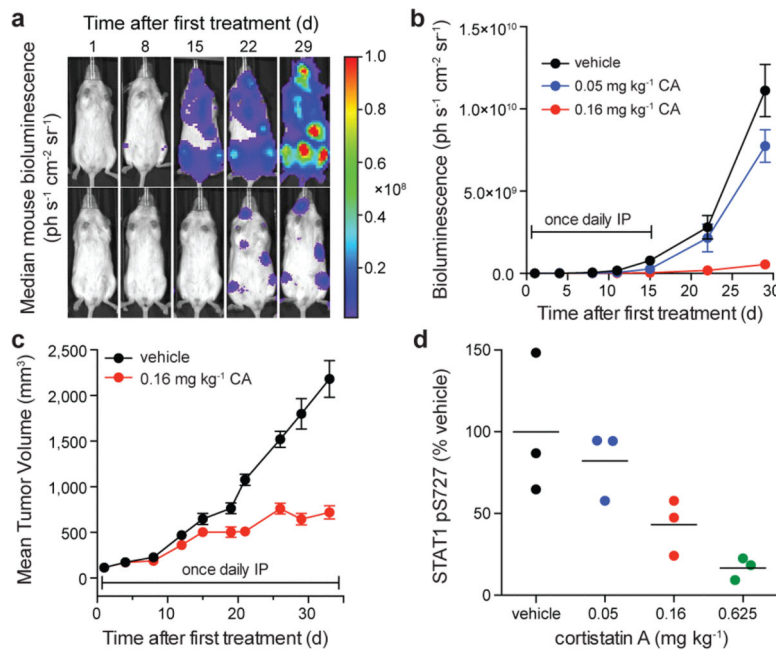 a
Time after first treatment (d)
1 8 15 22 29
Median mouse bioluminescence
(ph s⁻¹ cm⁻² sr⁻¹)
1.0
0.8
0.6
×10⁸
0.4
0.2
b
Bioluminescence (ph s⁻¹ cm⁻² sr⁻¹)
1.5×10¹⁰
1.0×10¹⁰
5.0×10⁹
0.0
vehicle
0.05 mg kg⁻¹ CA
0.16 mg kg⁻¹ CA
once daily IP
0 5 10 15 20 25 30
Time after first treatment (d)
c
Mean Tumor Volume (mm³)
2,500
2,000
1,500
1,000
500
0
vehicle
0.16 mg kg⁻¹ CA
once daily IP
0 10 20 30
Time after first treatment (d)
d
STAT1 pS727 (% vehicle)
150
100
50
0
vehicle 0.05 0.16 0.625
cortistatin A (mg kg⁻¹)